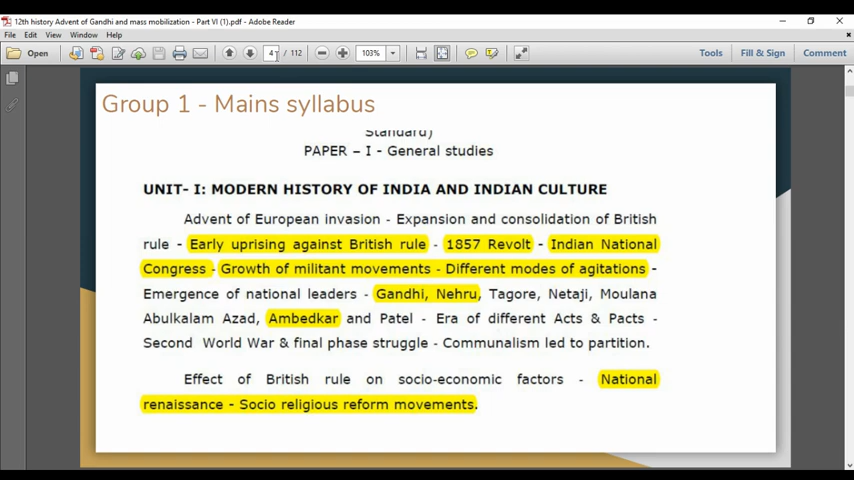 12th history Advent of Gandhi and mass mobilization - Part VI (1).pdf - Adobe Reader
File Edit View Window Help
Open 4 / 112 103% Tools Fill & Sign Comment
Group 1 - Mains syllabus
Standard)
PAPER – I - General studies
UNIT- I: MODERN HISTORY OF INDIA AND INDIAN CULTURE
Advent of European invasion - Expansion and consolidation of British
rule - Early uprising against British rule - 1857 Revolt - Indian National
Congress - Growth of militant movements - Different modes of agitations -
Emergence of national leaders - Gandhi, Nehru, Tagore, Netaji, Moulana
Abulkalam Azad, Ambedkar and Patel - Era of different Acts & Pacts -
Second World War & final phase struggle - Communalism led to partition.
Effect of British rule on socio-economic factors - National
renaissance - Socio religious reform movements.